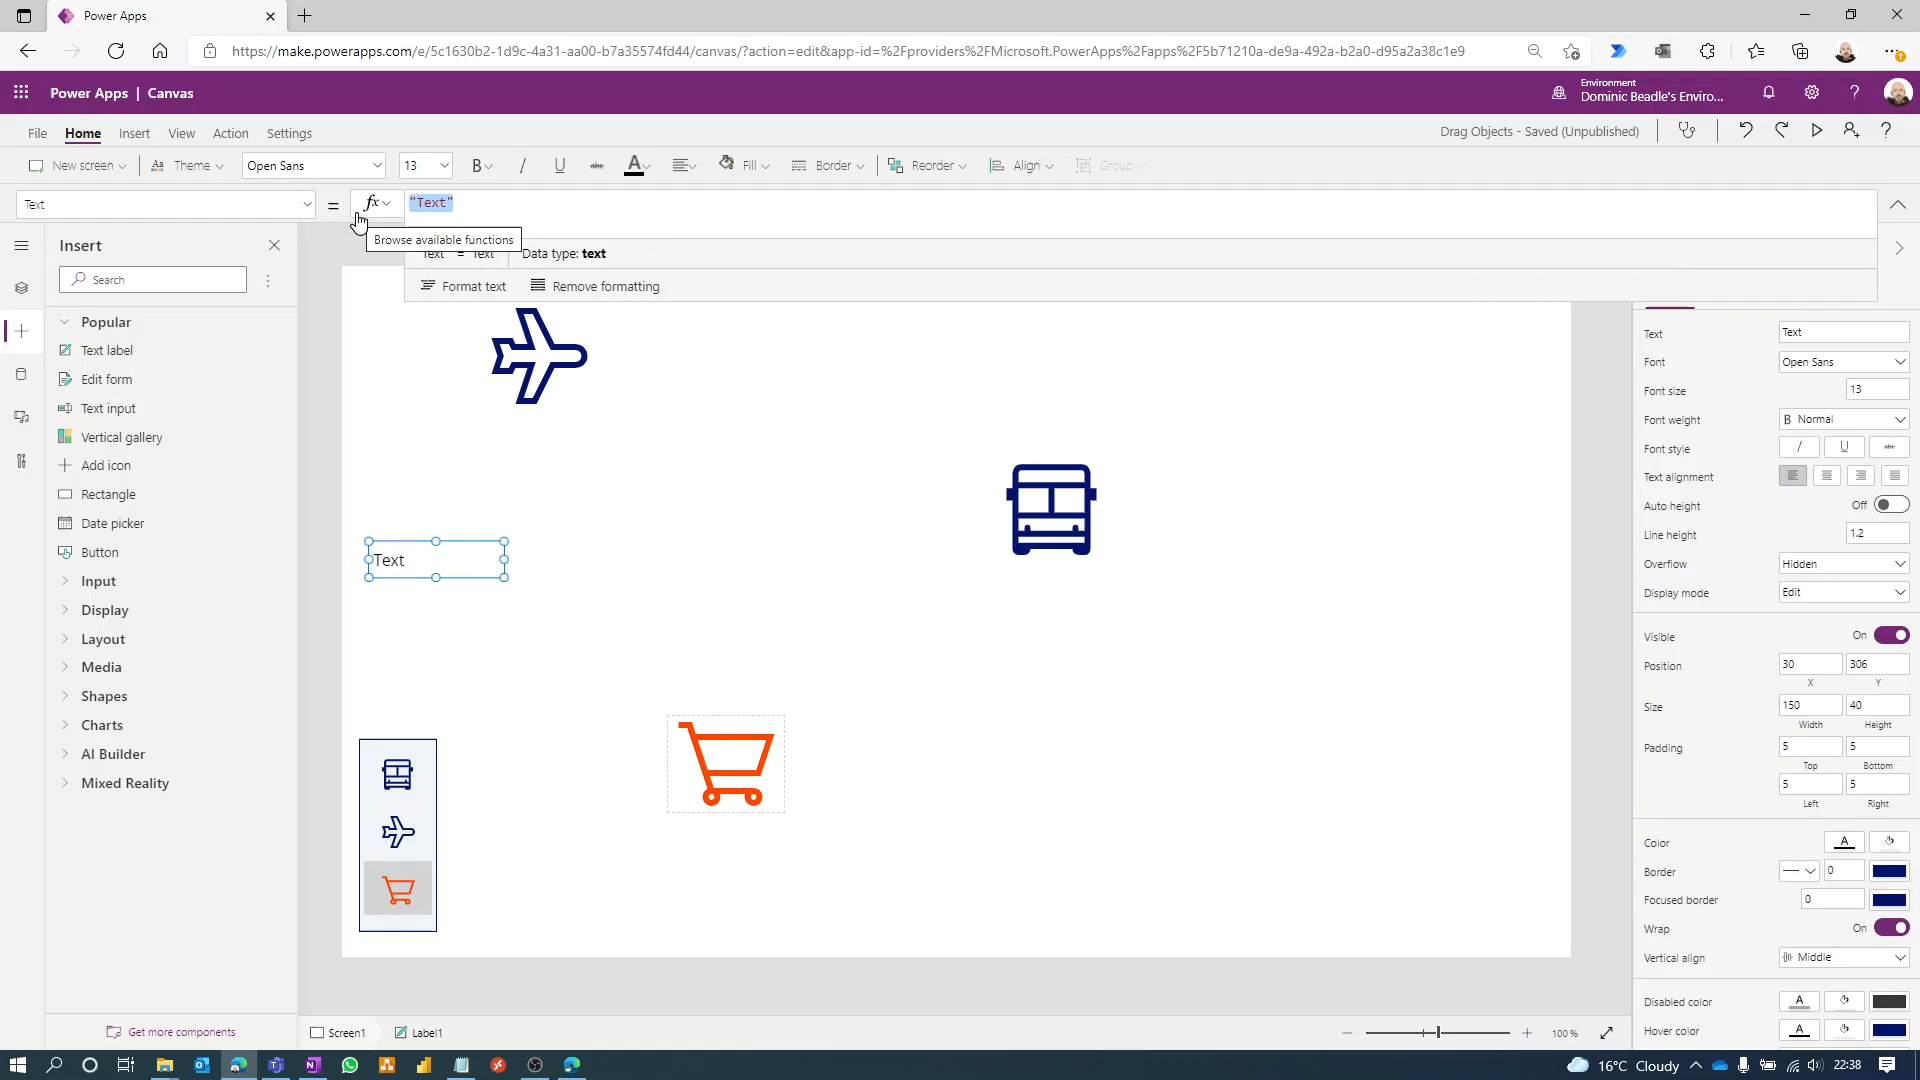 Power Apps
https://make.powerapps.com/e/5c1630b2-1d9c-4a31-aa00-b7a35574fd44/canvas/?action=edit&app-id=%2Fproviders%2FMicrosoft.PowerApps%2Fapps%2F5b71210a-de9a-492a-b2a0-d95a2a38c1e9
Power Apps | Canvas
Environment
Dominic Beadle's Enviro...
File Home Insert View Action Settings
Drag Objects - Saved (Unpublished)
New screen Theme Open Sans 13 B Fill Border Reorder Align Group
Text = fx "Text"
Browse available functions
Text = Text Data type: text
Format text Remove formatting
Insert
Search
Popular
Text label
Edit form
Text input
Vertical gallery
Add icon
Rectangle
Date picker
Button
Input
Display
Layout
Media
Shapes
Charts
AI Builder
Mixed Reality
Get more components
Text
Screen1 Label1
100 %
Text Text
Font Open Sans
Font size 13
Font weight B Normal
Font style / U abc
Text alignment
Auto height Off
Line height 1.2
Overflow Hidden
Display mode Edit
Visible On
Position 30 306
X Y
Size 150 40
Width Height
Padding 5 5
Top Bottom
5 5
Left Right
Color A
Border 0
Focused border 0
Wrap On
Vertical align Middle
Disabled color A
Hover color A
16°C Cloudy 22:38